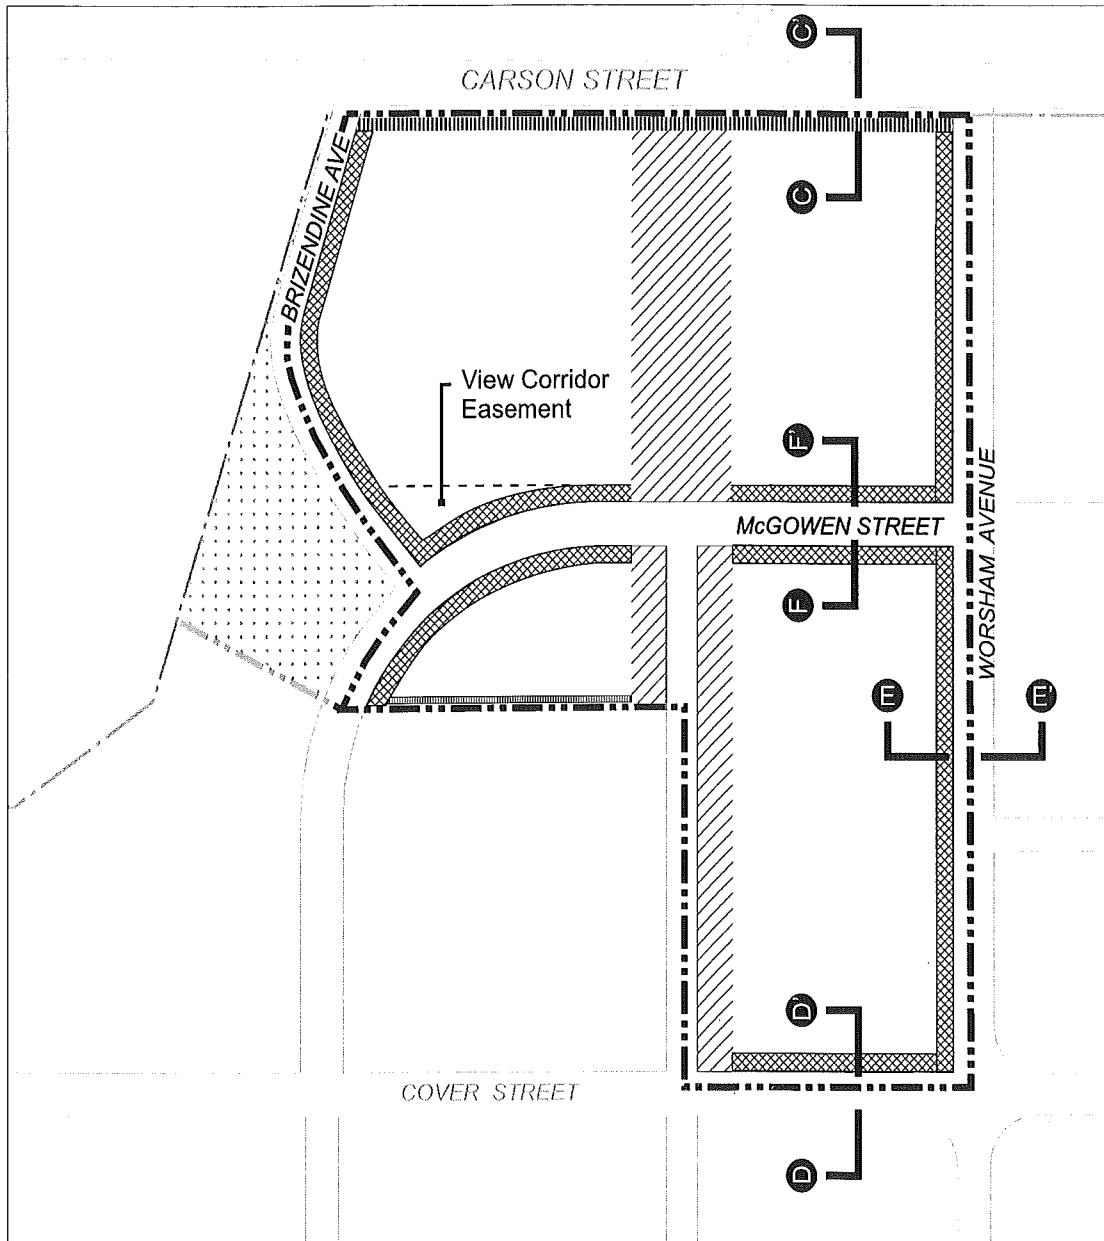 C'
CARSON STREET
C
BRIZENDINE AVE
View Corridor
Easement
F'
McGOWEN STREET
WORSHAM AVENUE
F
E
E'
D'
COVER STREET
D